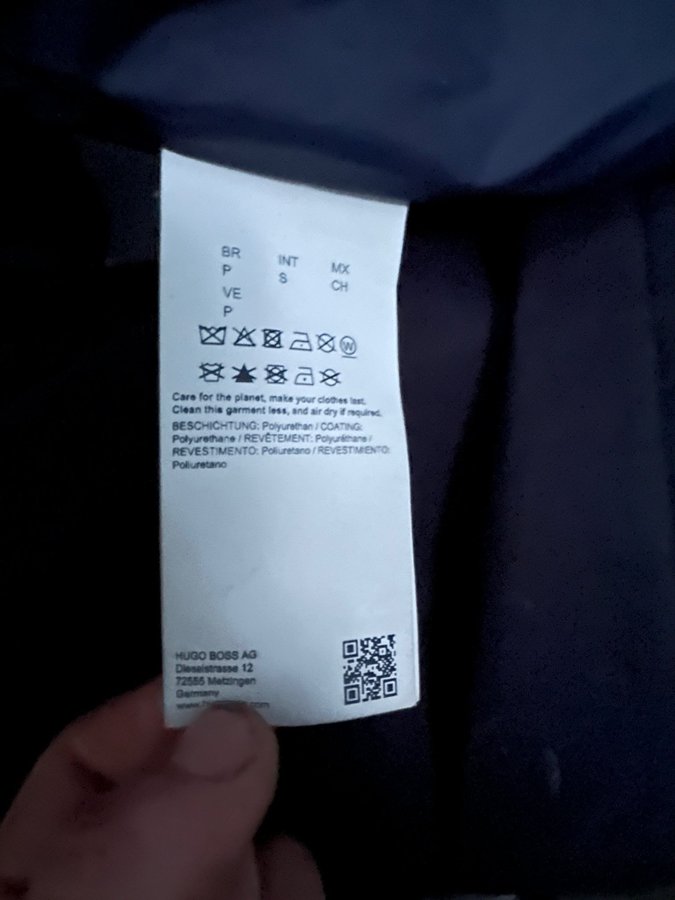 BR INT MX
P S CH
VE
P
W
Care for the planet, make your clothes last.
Clean this garment less, and air dry if required.
BESCHICHTUNG: Polyurethan / COATING:
Polyurethane / REVÊTEMENT: Polyuréthane /
REVESTIMENTO: Poliuretano / REVESTIMIENTO:
Poliuretano
HUGO BOSS AG
Dieselstrasse 12
72555 Metzingen
Germany